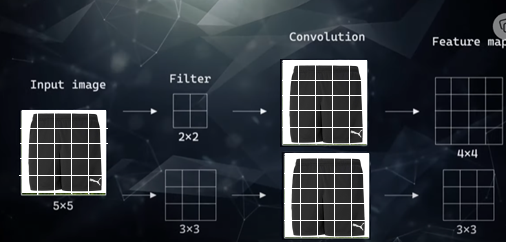 Convolution
Feature map
Input image
Filter
2×2
4×4
5×5
3×3
3×3